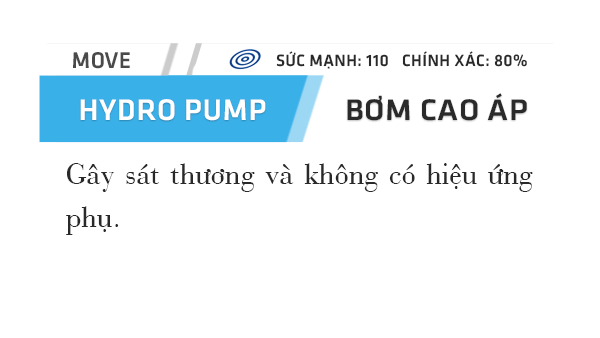 MOVE SỨC MẠNH: 110 CHÍNH XÁC: 80%
HYDRO PUMP BƠM CAO ÁP
Gây sát thương và không có hiệu ứng
phụ.